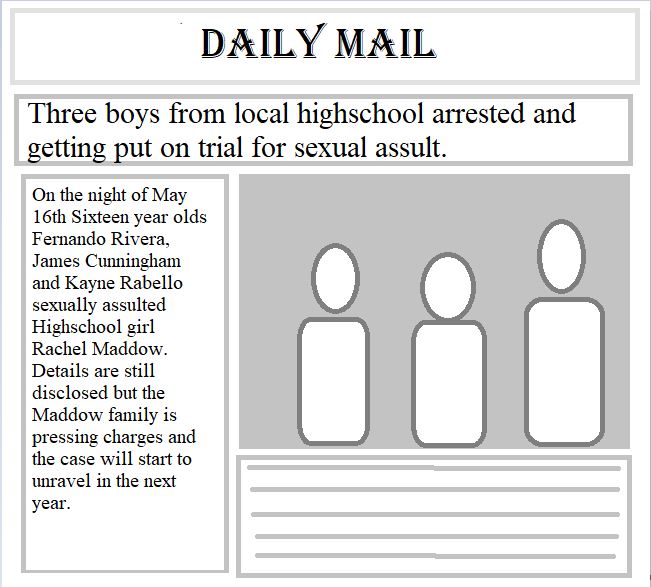 DAILY MAIL
Three boys from local highschool arrested and
getting put on trial for sexual assult.
On the night of May
16th Sixteen year olds
Fernando Rivera,
James Cunningham
and Kayne Rabello
sexually assulted
Highschool girl
Rachel Maddow.
Details are still
disclosed but the
Maddow family is
pressing charges and
the case will start to
unravel in the next
year.